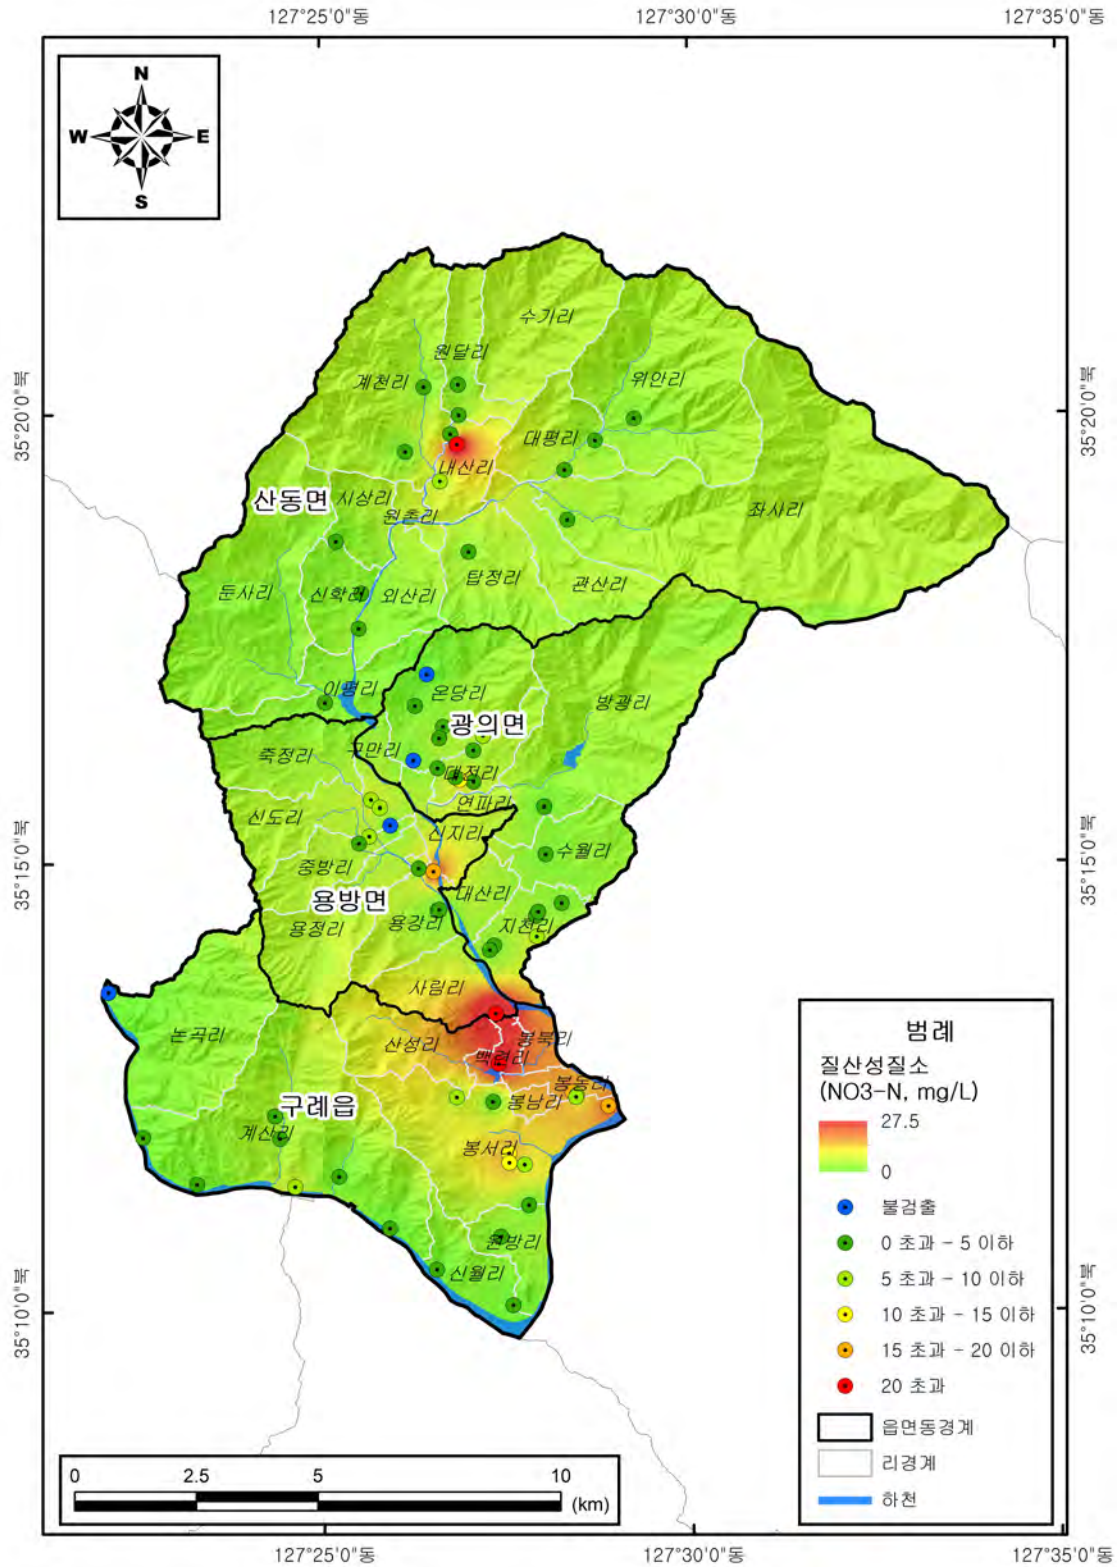 127°25'0"동
127°30'0"동
127°35'0"동
N
W
E
S
수기리
원달리
계천리
위안리
35°20'0"북
35°20'0"북
대평리
내산리
시상리
산동면
원촌리
좌사리
탑정리
관산리
둔사리
신학리
외산리
이평리
온당리
방광리
광의면
구만리
죽정리
대전리
연파리
신도리
신지리
35°15'0"북
35°15'0"북
수월리
중방리
대산리
용방면
용정리
용강리
지천리
사림리
논곡리
산성리
봉북리
백련리
봉동리
구례읍
봉남리
계산리
봉서리
원방리
신월리
35°10'0"북
35°10'0"북
범례
질산성질소
(NO3-N, mg/L)
27.5
0
불검출
0 초과 - 5 이하
5 초과 - 10 이하
10 초과 - 15 이하
15 초과 - 20 이하
20 초과
읍면동경계
리경계
하천
0
2.5
5
10
(km)
127°25'0"동
127°30'0"동
127°35'0"동